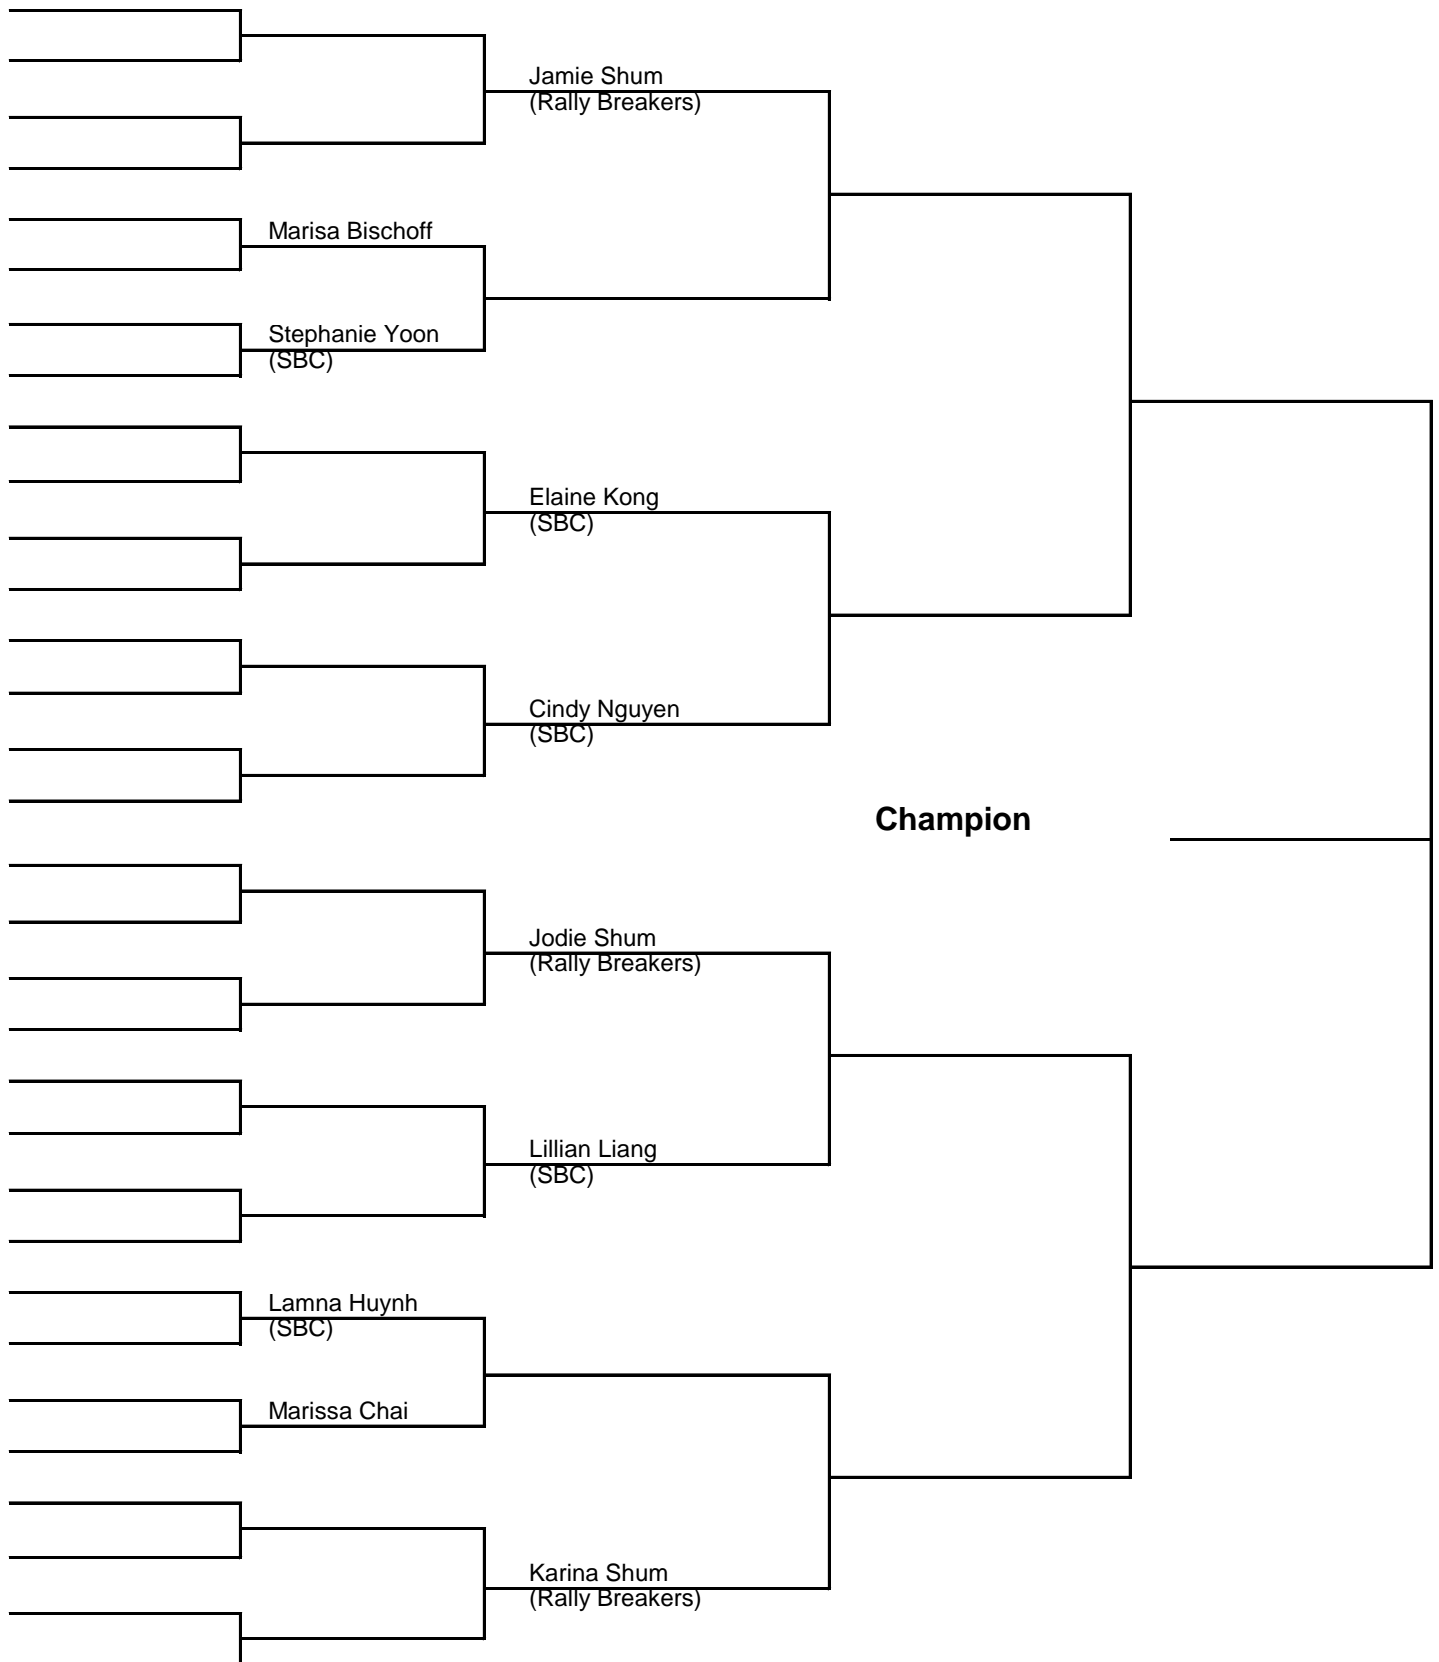 Jamie Shum
(Rally Breakers)
Marisa Bischoff
Stephanie Yoon
(SBC)
Elaine Kong
(SBC)
Cindy Nguyen
(SBC)
Champion
Jodie Shum
(Rally Breakers)
Lillian Liang
(SBC)
Lamna Huynh
(SBC)
Marissa Chai
Karina Shum
(Rally Breakers)